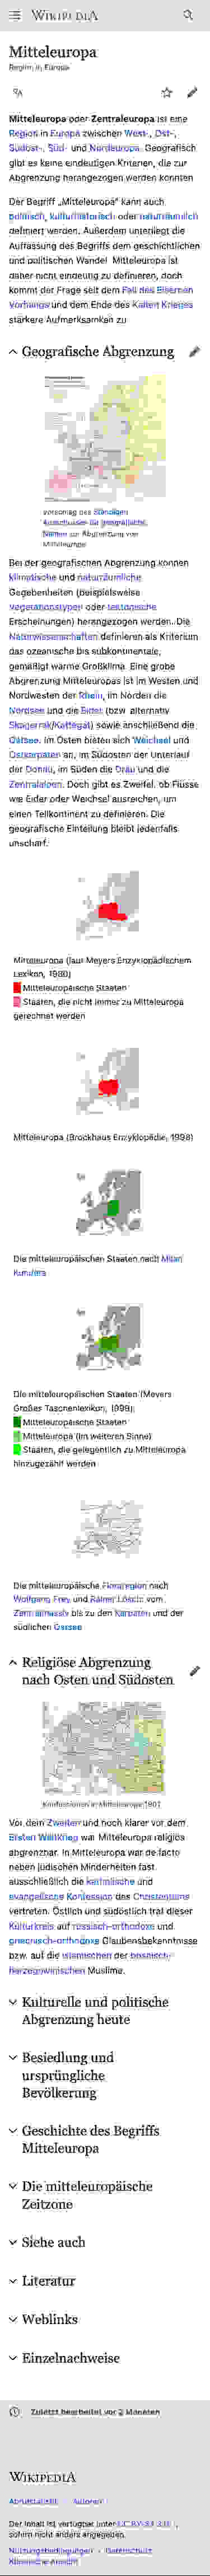 WIKIPEDIA
Mitteleuropa
Region in Europa
Mitteleuropa oder Zentraleuropa ist eine
Region in Europa zwischen West-, Ost-,
Südost-, Süd- und Nordeuropa. Geografisch
gibt es keine eindeutigen Kriterien, die zur
Abgrenzung herangezogen werden könnten.
Der Begriff „Mitteleuropa“ kann auch
politisch, kulturhistorisch oder naturräumlich
definiert werden. Außerdem unterliegt die
Auffassung des Begriffs dem geschichtlichen
und politischen Wandel. Mitteleuropa ist
daher nicht eindeutig zu definieren, doch
kommt der Frage seit dem Fall des Eisernen
Vorhangs und dem Ende des Kalten Krieges
stärkere Aufmerksamkeit zu.
Geografische Abgrenzung
Vorschlag des Ständigen
Ausschusses für geografische
Namen zur Abgrenzung von
Mitteleuropa
Bei der geografischen Abgrenzung können
klimatische und naturräumliche
Gegebenheiten (beispielsweise
Vegetationstypen oder tektonische
Erscheinungen) herangezogen werden. Die
Naturwissenschaften definieren als Kriterium
das ozeanische bis subkontinentale,
gemäßigt warme Großklima. Eine grobe
Abgrenzung Mitteleuropas ist im Westen und
Nordwesten der Rhein, im Norden die
Nordsee und die Eider (bzw. alternativ
Skagerrak/Kattegat) sowie anschließend die
Ostsee. Im Osten bieten sich Weichsel und
Ostkarpaten an, im Südosten der Unterlauf
der Donau, im Süden die Drau und die
Zentralalpen. Doch gibt es Zweifel, ob Flüsse
wie Eider oder Weichsel ausreichen, um
einen Teilkontinent zu definieren. Die
geografische Einteilung bleibt jedenfalls
unscharf.
Mitteleuropa (laut Meyers Enzyklopädischem
Lexikon, 1980)
Mitteleuropäische Staaten
Staaten, die nicht immer zu Mitteleuropa
gerechnet werden
Mitteleuropa (Brockhaus Enzyklopädie, 1998)
Die mitteleuropäischen Staaten nach Milan
Kundera
Die mitteleuropäischen Staaten (Meyers
Großes Taschenlexikon, 1999):
Mitteleuropäische Staaten
Mitteleuropa (im weiteren Sinne)
Staaten, die gelegentlich zu Mitteleuropa
hinzugezählt werden
Die mitteleuropäische Florenregion nach
Wolfgang Frey und Rainer Lösch: vom
Zentralmassiv bis zu den Karpaten und der
südlichen Ostsee
Religiöse Abgrenzung
nach Osten und Südosten
Konfessionen in Mitteleuropa 1901
Vor dem Zweiten und noch klarer vor dem
Ersten Weltkrieg war Mitteleuropa religiös
abgrenzbar. In Mitteleuropa war de facto
neben jüdischen Minderheiten fast
ausschließlich die katholische und
evangelische Konfession des Christentums
vertreten. Östlich und südöstlich traf dieser
Kulturkreis auf russisch-orthodoxe und
griechisch-orthodoxe Glaubensbekenntnisse
bzw. auf die islamischen der bosnisch-
herzegowinischen Muslime.
Kulturelle und politische
Abgrenzung heute
Besiedlung und
ursprüngliche
Bevölkerung
Geschichte des Begriffs
Mitteleuropa
Die mitteleuropäische
Zeitzone
Siehe auch
Literatur
Weblinks
Einzelnachweise
Zuletzt bearbeitet vor 2 Monaten
WIKIPEDIA
Abrufstatistik Autoren
Der Inhalt ist verfügbar unter CC BY-SA 3.0,
sofern nicht anders angegeben.
Nutzungsbedingungen • Datenschutz
Klassische Ansicht